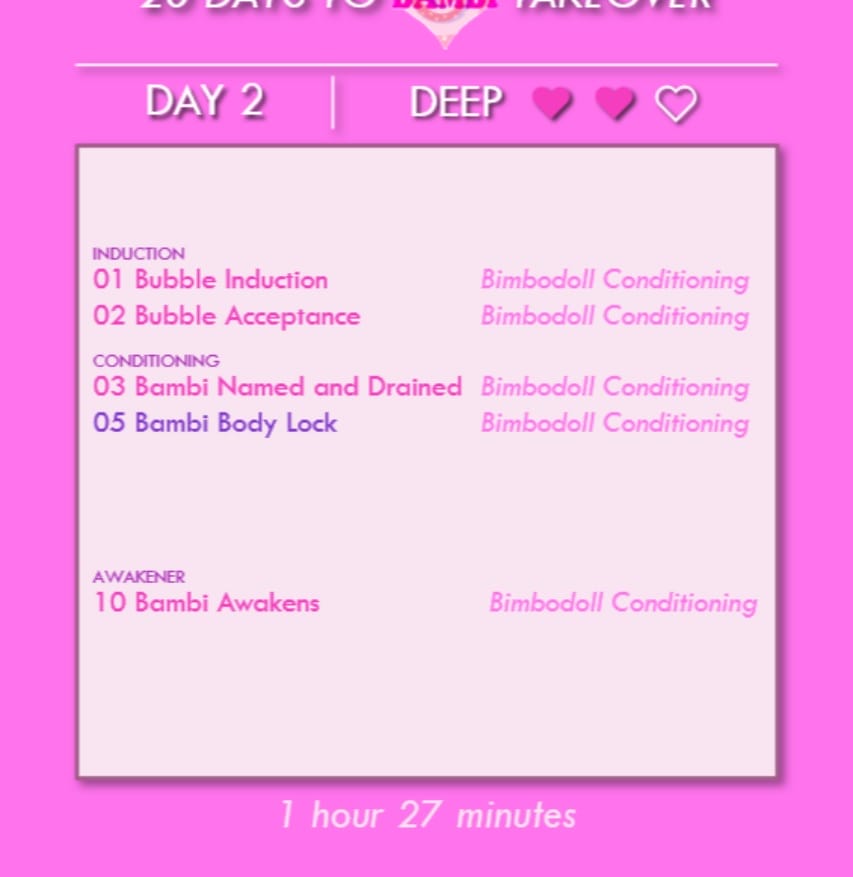 20 DAYS TO BAMBI TAKEOVER
DAY 2 DEEP
INDUCTION
01 Bubble Induction Bimbodoll Conditioning
02 Bubble Acceptance Bimbodoll Conditioning
CONDITIONING
03 Bambi Named and Drained Bimbodoll Conditioning
05 Bambi Body Lock Bimbodoll Conditioning
AWAKENER
10 Bambi Awakens Bimbodoll Conditioning
1 hour 27 minutes